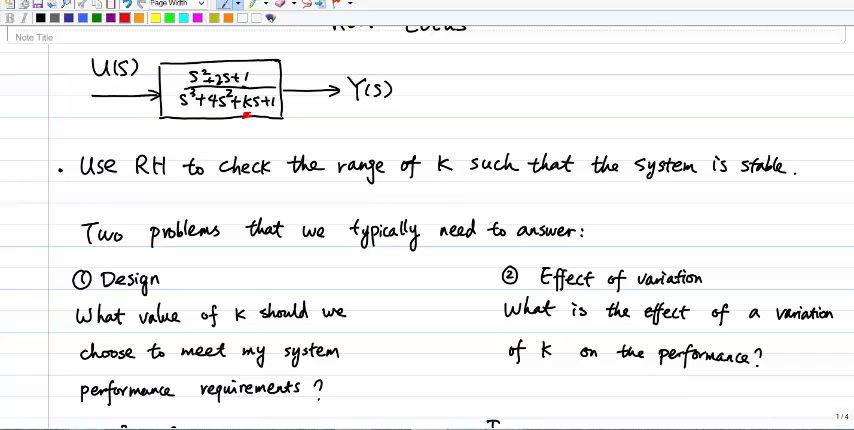 Page Width
B I
Note Title
U(s)
s²+2s+1
s³+4s²+ks+1
Y(s)
. Use RH to check the range of k such that the system is stable.
Two problems that we typically need to answer:
① Design
What value of k should we
choose to meet my system
performance requirements?
② Effect of variation
What is the effect of a variation
of k on the performance?
1 / 4